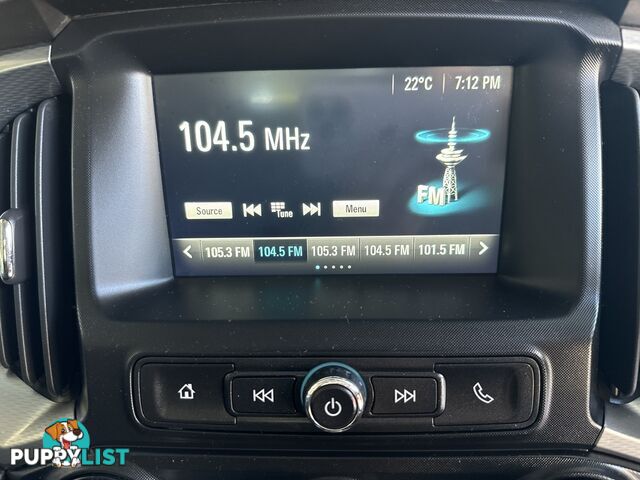 22°C 7:12 PM
104.5 MHz
FM
Source Tune Menu
105.3 FM 104.5 FM 105.3 FM 104.5 FM 101.5 FM
PUPPYLIST